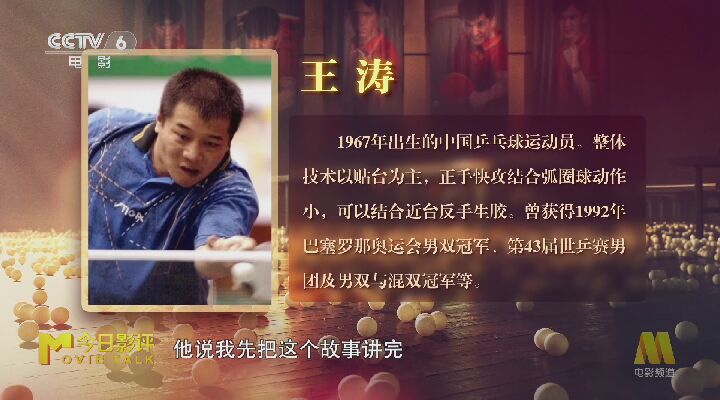 CCTV 6
电影
王涛
1967年出生的中国乒乓球运动员。整体
技术以贴台为主，正手快攻结合弧圈球动作
小，可以结合近台反手生胶。曾获得1992年
巴塞罗那奥运会男双冠军、第43届世乒赛男
团及男双与混双冠军等。
STIGA
M 今日影评
OVIE TALK
他说我先把这个故事讲完
M
电影频道